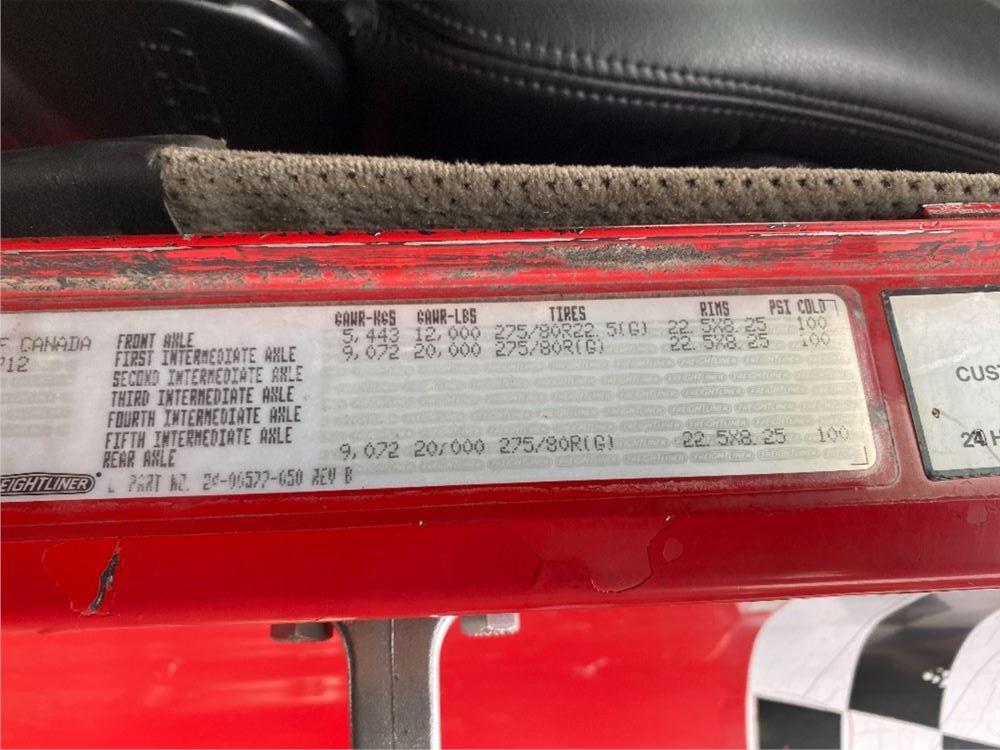 GAWR-KGS GAWR-LBS TIRES RIMS PSI COLD
F CANADA FRONT AXLE 5,443 12,000 275/80R22.5(G) 22.5X8.25 100
712 FIRST INTERMEDIATE AXLE 9,072 20,000 275/80R(G) 22.5X8.25 100
SECOND INTERMEDIATE AXLE
THIRD INTERMEDIATE AXLE
FOURTH INTERMEDIATE AXLE
FIFTH INTERMEDIATE AXLE
REAR AXLE 9,072 20,000 275/80R(G) 22.5X8.25 100
EIGHTLINER L PART NO. 24-00577-050 REV B
CUST
24 H